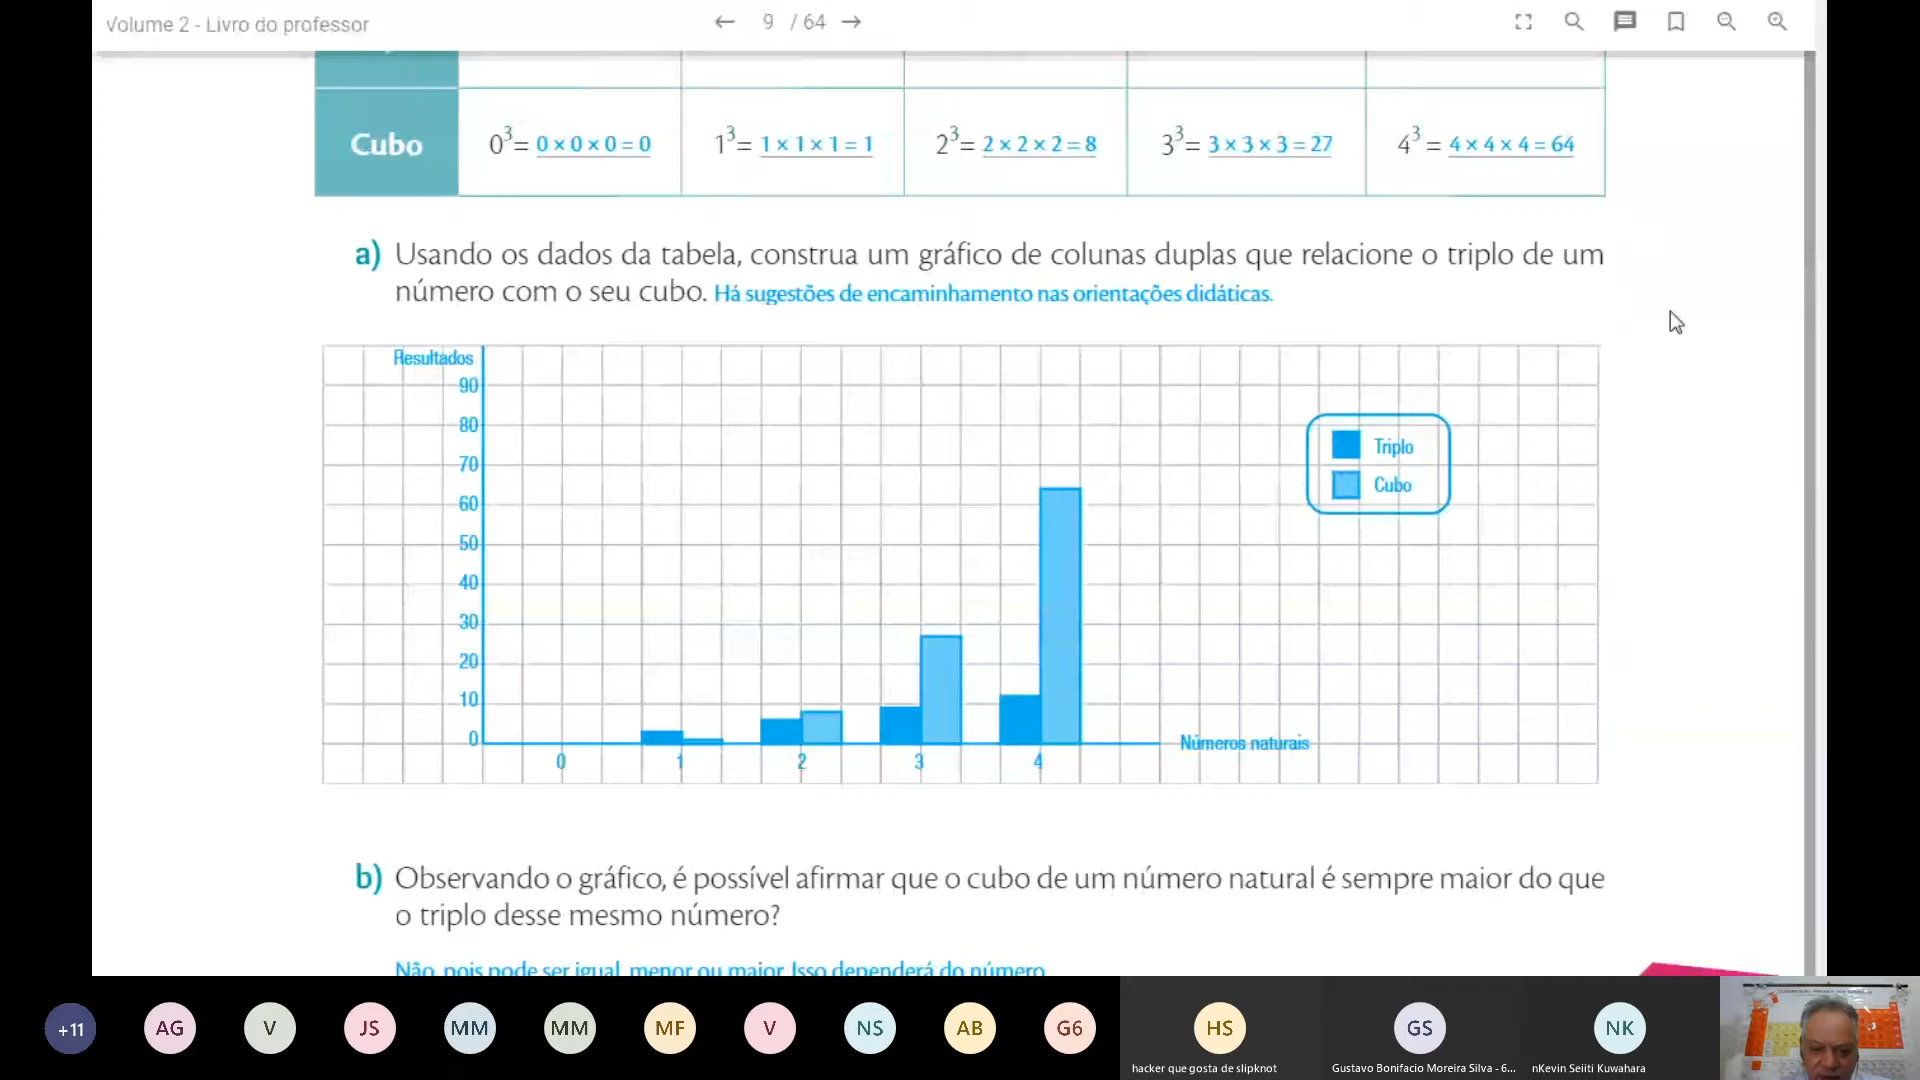 Volume 2 - Livro do professor
← 9 / 64 →
Cubo 0³ = 0 × 0 × 0 = 0 1³ = 1 × 1 × 1 = 1 2³ = 2 × 2 × 2 = 8 3³ = 3 × 3 × 3 = 27 4³ = 4 × 4 × 4 = 64
a) Usando os dados da tabela, construa um gráfico de colunas duplas que relacione o triplo de um
número com o seu cubo. Há sugestões de encaminhamento nas orientações didáticas.
Resultados
90
80
70
60
50
40
30
20
10
0
Triplo
Cubo
Números naturais
0 1 2 3 4
b) Observando o gráfico, é possível afirmar que o cubo de um número natural é sempre maior do que
o triplo desse mesmo número?
Não, pois pode ser igual, menor ou maior. Isso dependerá do número.
+11 AG V JS MM MM MF V NS AB G6 HS GS NK
hacker que gosta de slipknot Gustavo Bonifacio Moreira Silva - 6... nKevin Seiiti Kuwahara